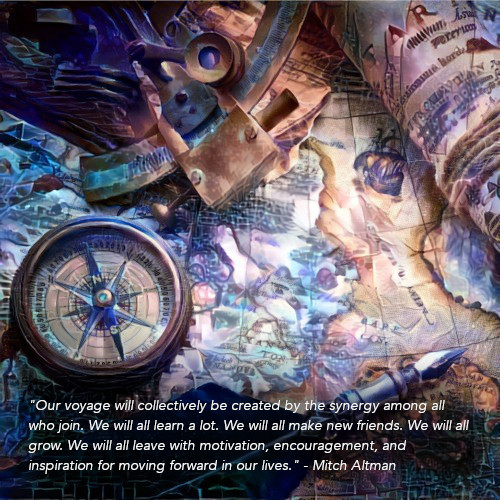 "Our voyage will collectively be created by the synergy among all
who join. We will all learn a lot. We will all make new friends. We will all
grow. We will all leave with motivation, encouragement, and
inspiration for moving forward in our lives." - Mitch Altman